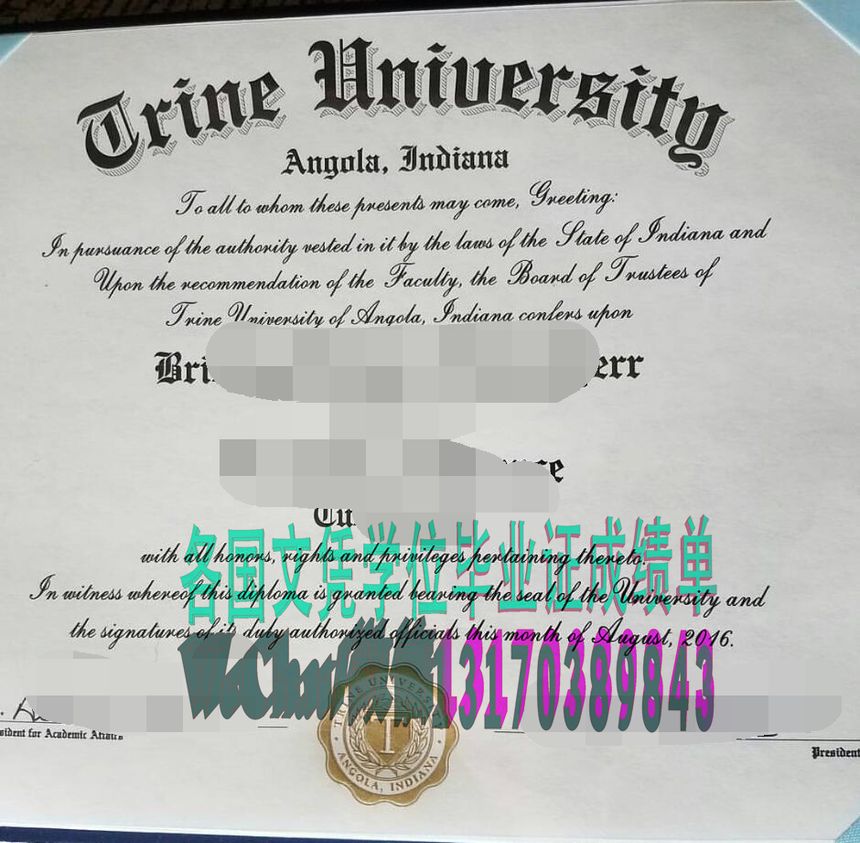 Trine University
Angola, Indiana
To all to whom these presents may come, Greeting:
In pursuance of the authority vested in it by the laws of the State of Indiana and
Upon the recommendation of the Faculty, the Board of Trustees of
Trine University of Angola, Indiana confers upon
各国文凭学位毕业证成绩单
with all honors, rights and privileges pertaining thereto.
In witness whereof this diploma is granted bearing the seal of the University and
the signatures of its duly authorized officials this month of August, 2016.
WeChat 13170389843
TRINE UNIVERSITY
ANGOLA, INDIANA
for Academic Affairs
President